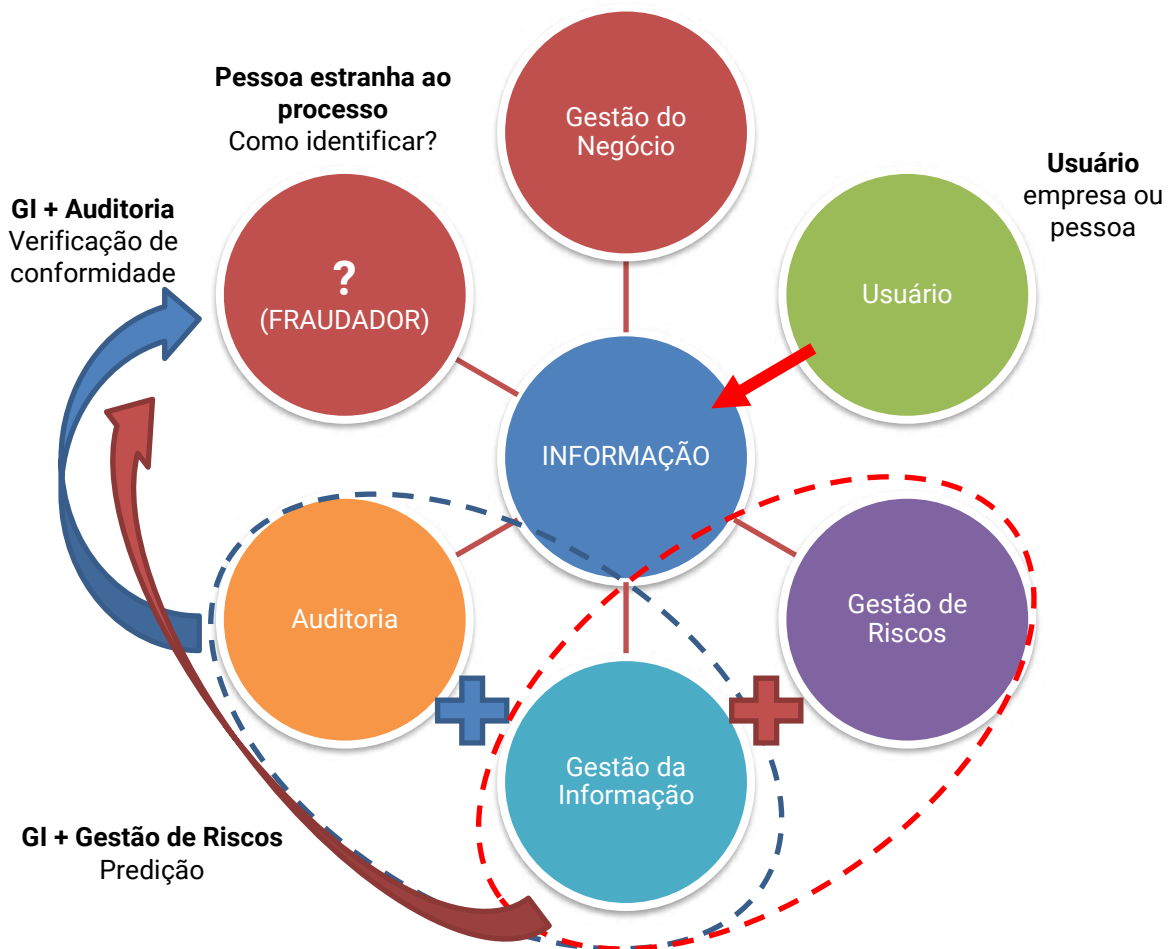 Pessoa estranha ao
processo
Como identificar?
Gestão do
Negócio
Usuário
empresa ou
pessoa
GI + Auditoria
Verificação de
conformidade
?
(FRAUDADOR)
Usuário
INFORMAÇÃO
Auditoria
Gestão de
Riscos
Gestão da
Informação
GI + Gestão de Riscos
Predição